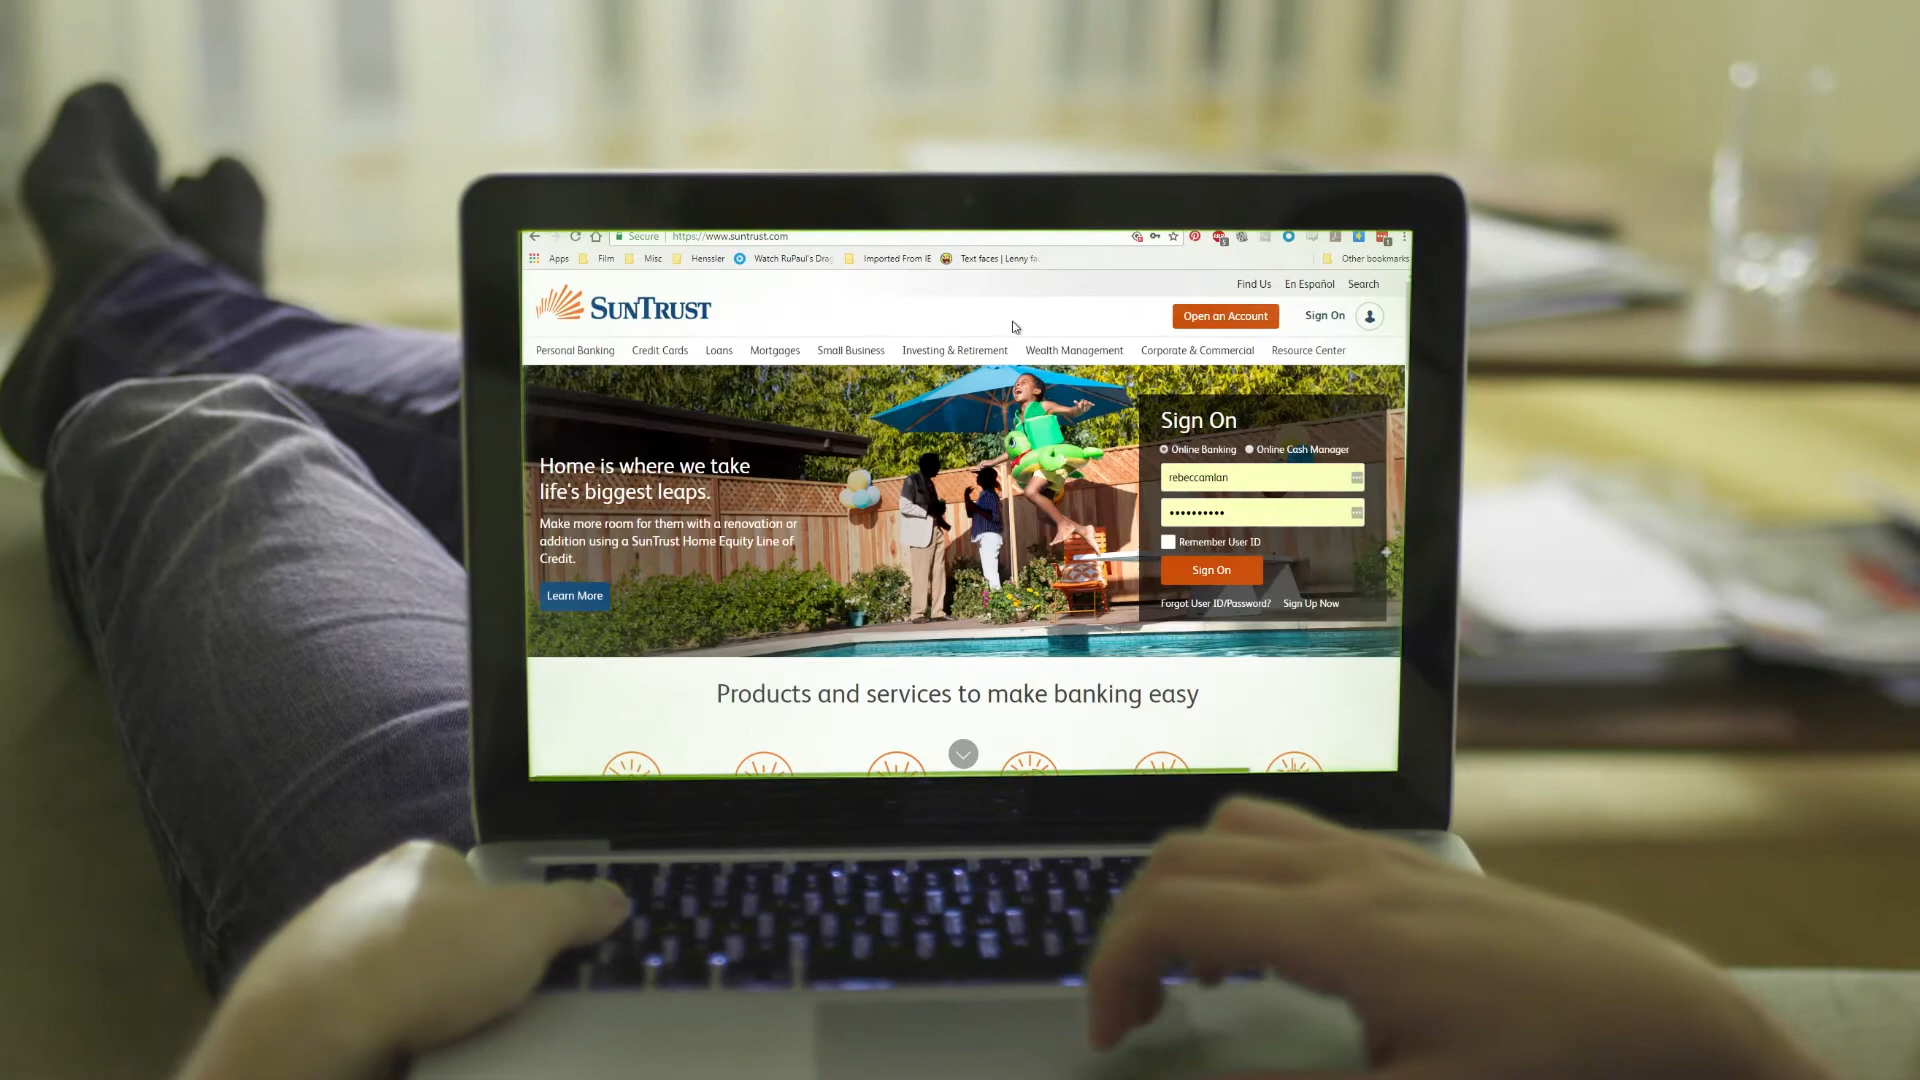 Secure https://www.suntrust.com
Apps Film Misc Henssler Watch RuPaul's Drag Imported From IE Text faces | Lenny fa Other bookmarks
Find Us En Español Search
SUNTRUST
Open an Account Sign On
Personal Banking Credit Cards Loans Mortgages Small Business Investing & Retirement Wealth Management Corporate & Commercial Resource Center
Home is where we take
life's biggest leaps.
Make more room for them with a renovation or
addition using a SunTrust Home Equity Line of
Credit.
Learn More
Sign On
Online Banking Online Cash Manager
rebeccamlan
••••••••••
Remember User ID
Sign On
Forgot User ID/Password? Sign Up Now
Products and services to make banking easy